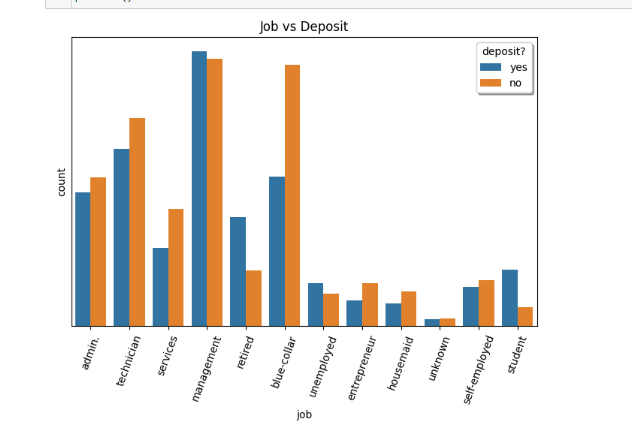 Job vs Deposit
deposit?
yes
no
count
admin.
technician
services
management
retired
blue-collar
unemployed
entrepreneur
housemaid
unknown
self-employed
student
job